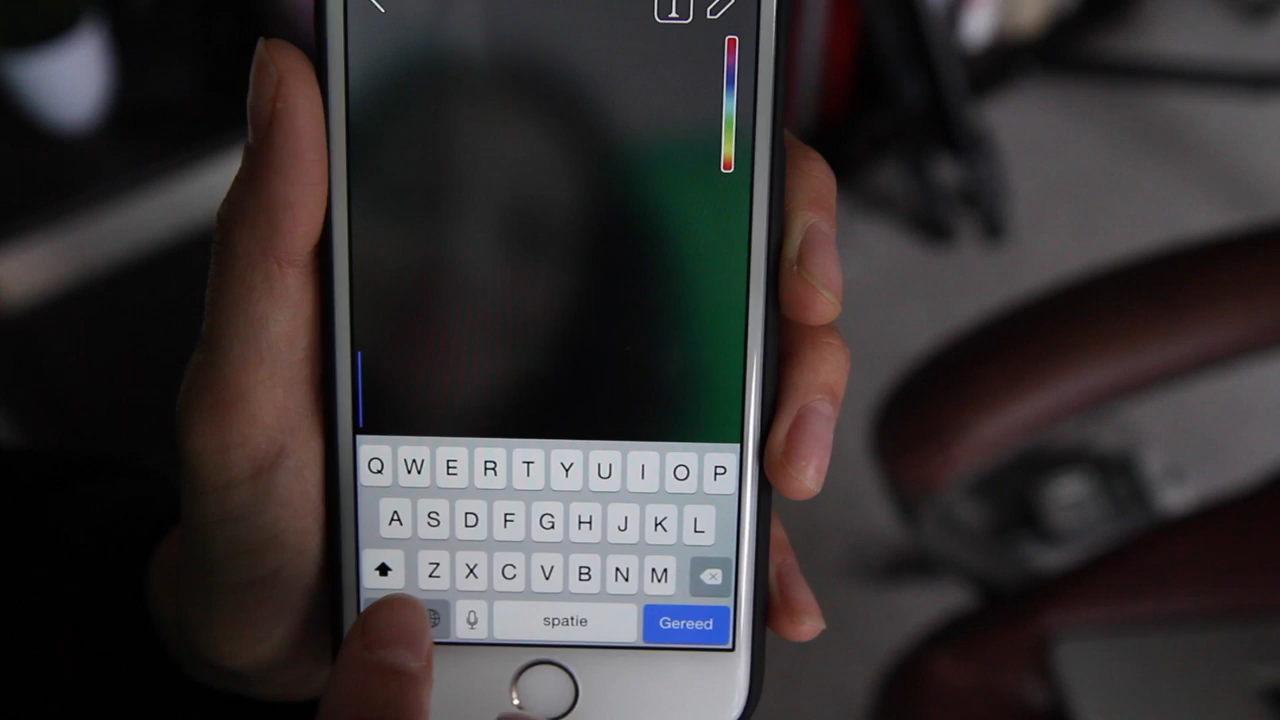 T
Q W E R T Y U I O P
A S D F G H J K L
Z X C V B N M
spatie Gereed